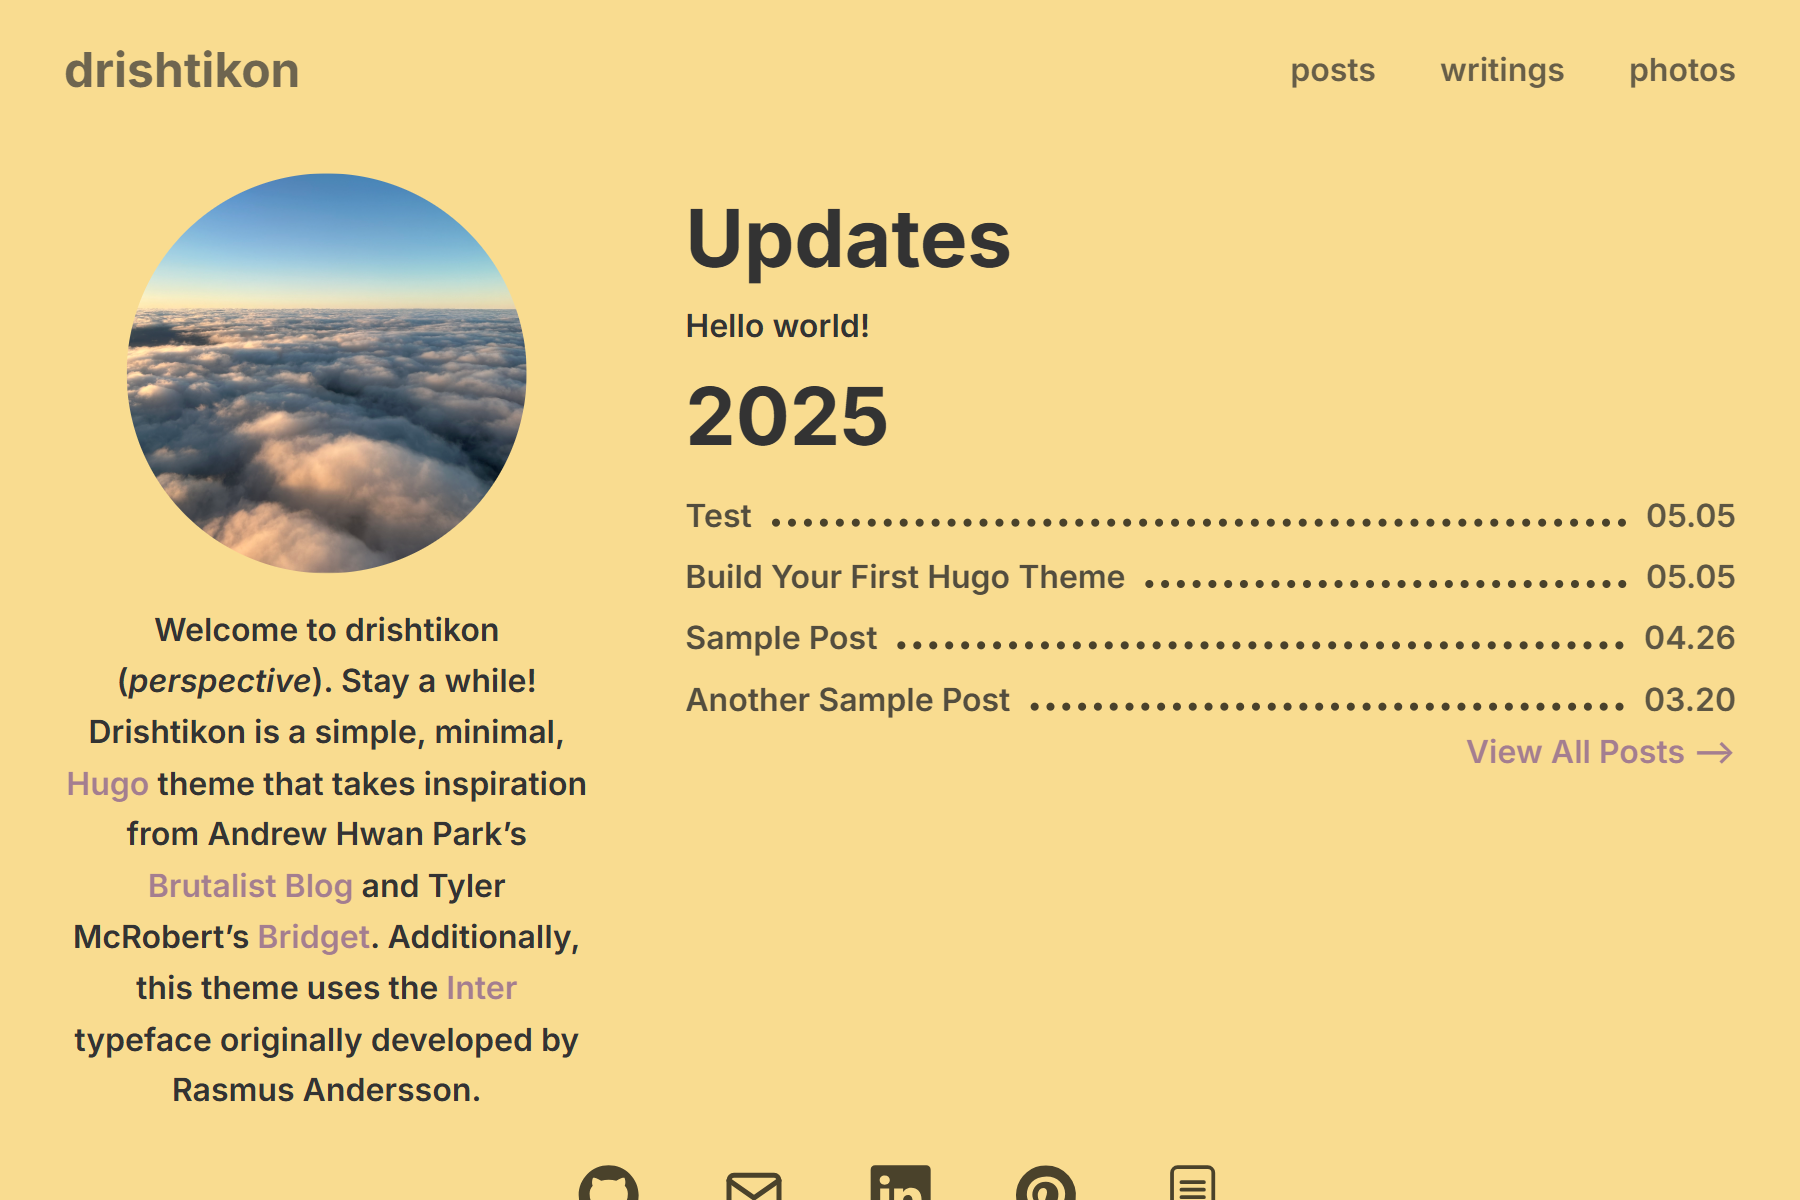 drishtikon
posts writings photos
Welcome to drishtikon
(perspective). Stay a while!
Drishtikon is a simple, minimal,
Hugo theme that takes inspiration
from Andrew Hwan Park’s
Brutalist Blog and Tyler
McRobert’s Bridget. Additionally,
this theme uses the Inter
typeface originally developed by
Rasmus Andersson.
Updates
Hello world!
2025
Test 05.05
Build Your First Hugo Theme 05.05
Sample Post 04.26
Another Sample Post 03.20
View All Posts →
in